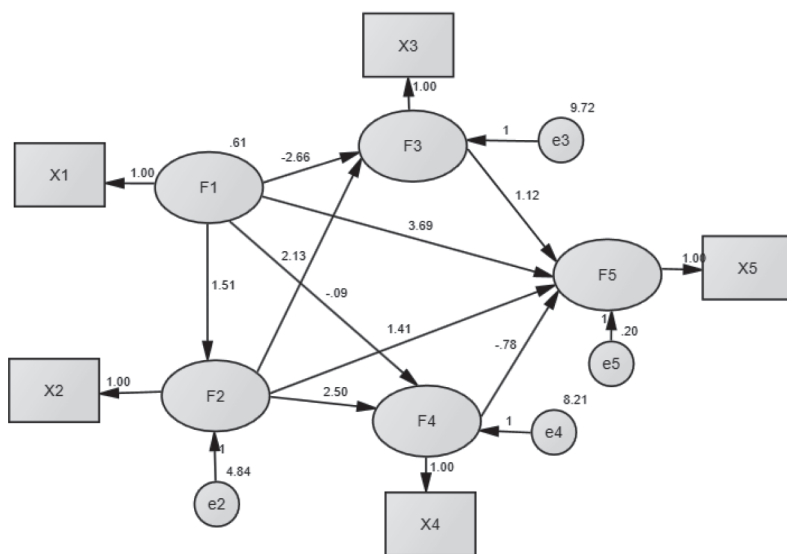 X3
1.00
9.72
e3
1
F3
.61
-2.66
X1
1.00
F1
1.12
3.69
2.13
X5
1.00
F5
1.51
-.09
1
.20
1.41
-.78
e5
X2
1.00
F2
2.50
8.21
F4
1
e4
1
4.84
1.00
e2
X4